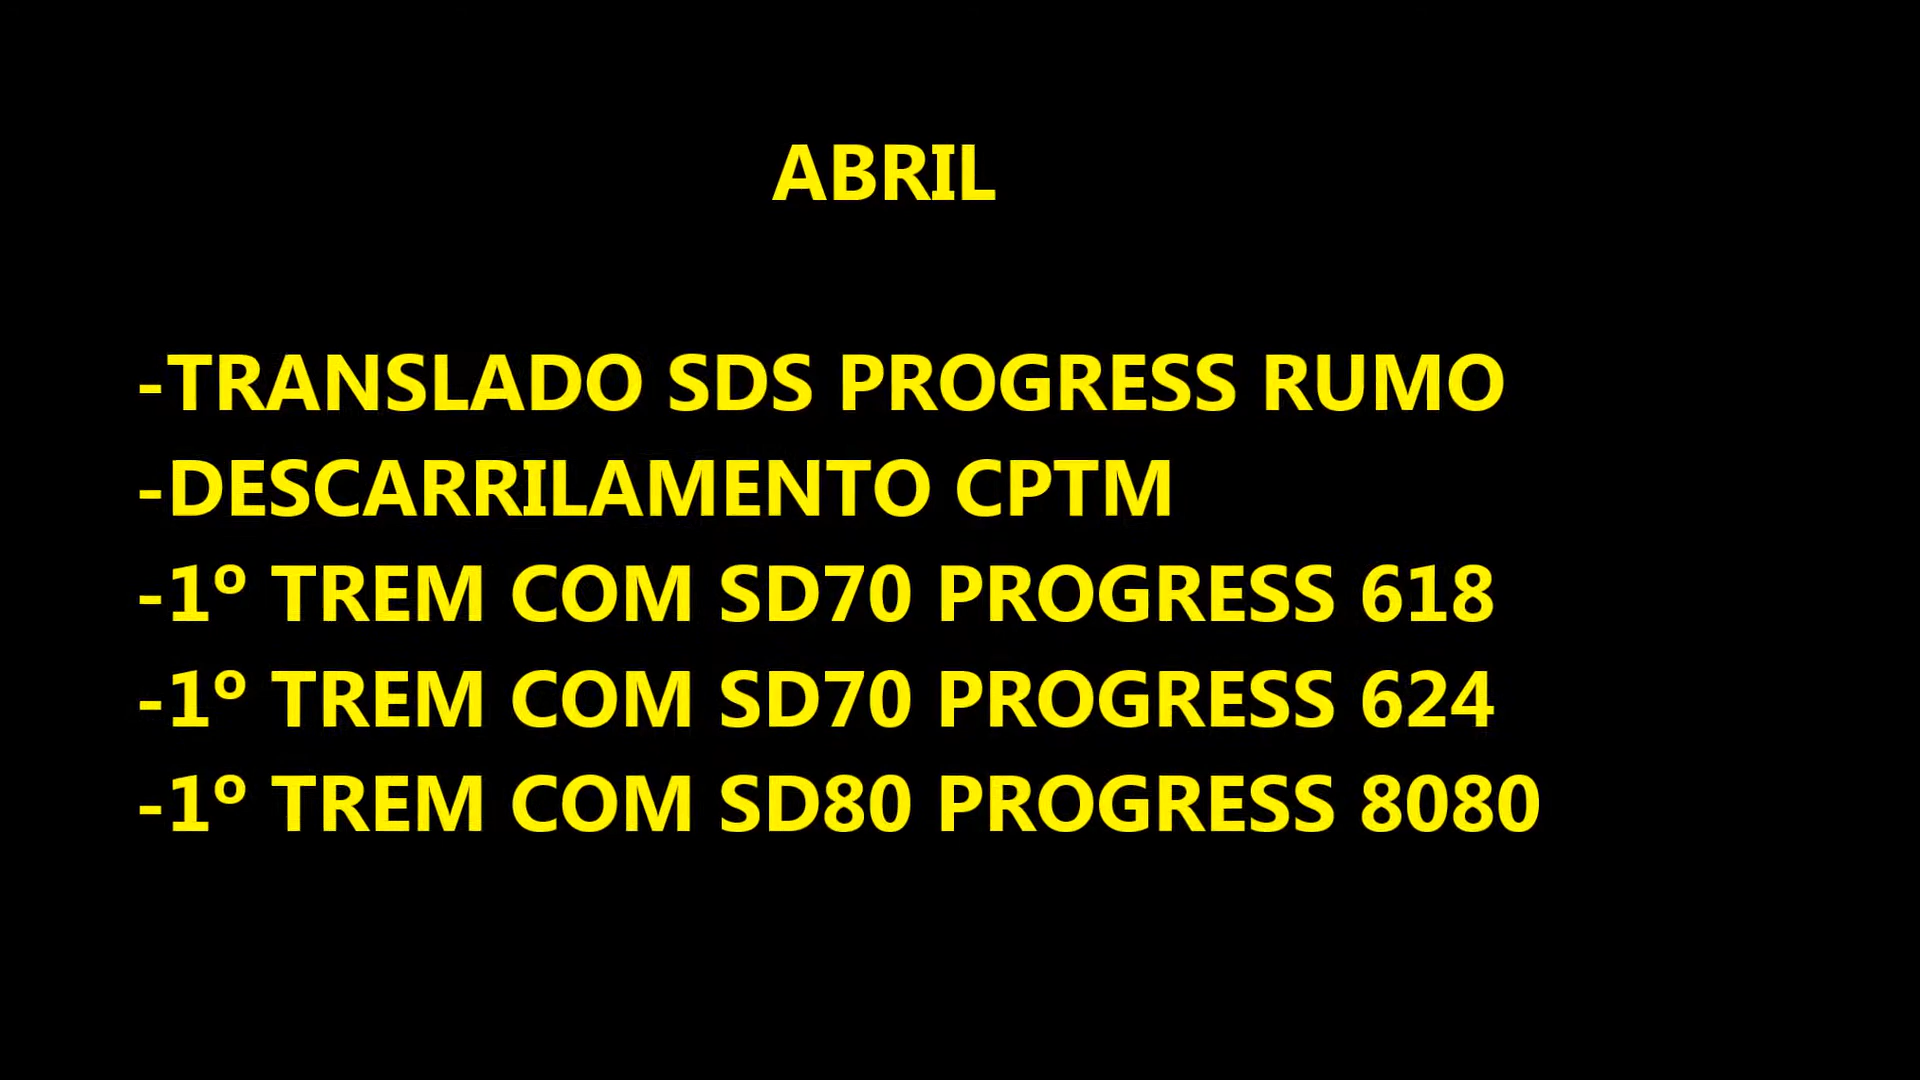 ABRIL
-TRANSLADO SDS PROGRESS RUMO
-DESCARRILAMENTO CPTM
-1º TREM COM SD70 PROGRESS 618
-1º TREM COM SD70 PROGRESS 624
-1º TREM COM SD80 PROGRESS 8080